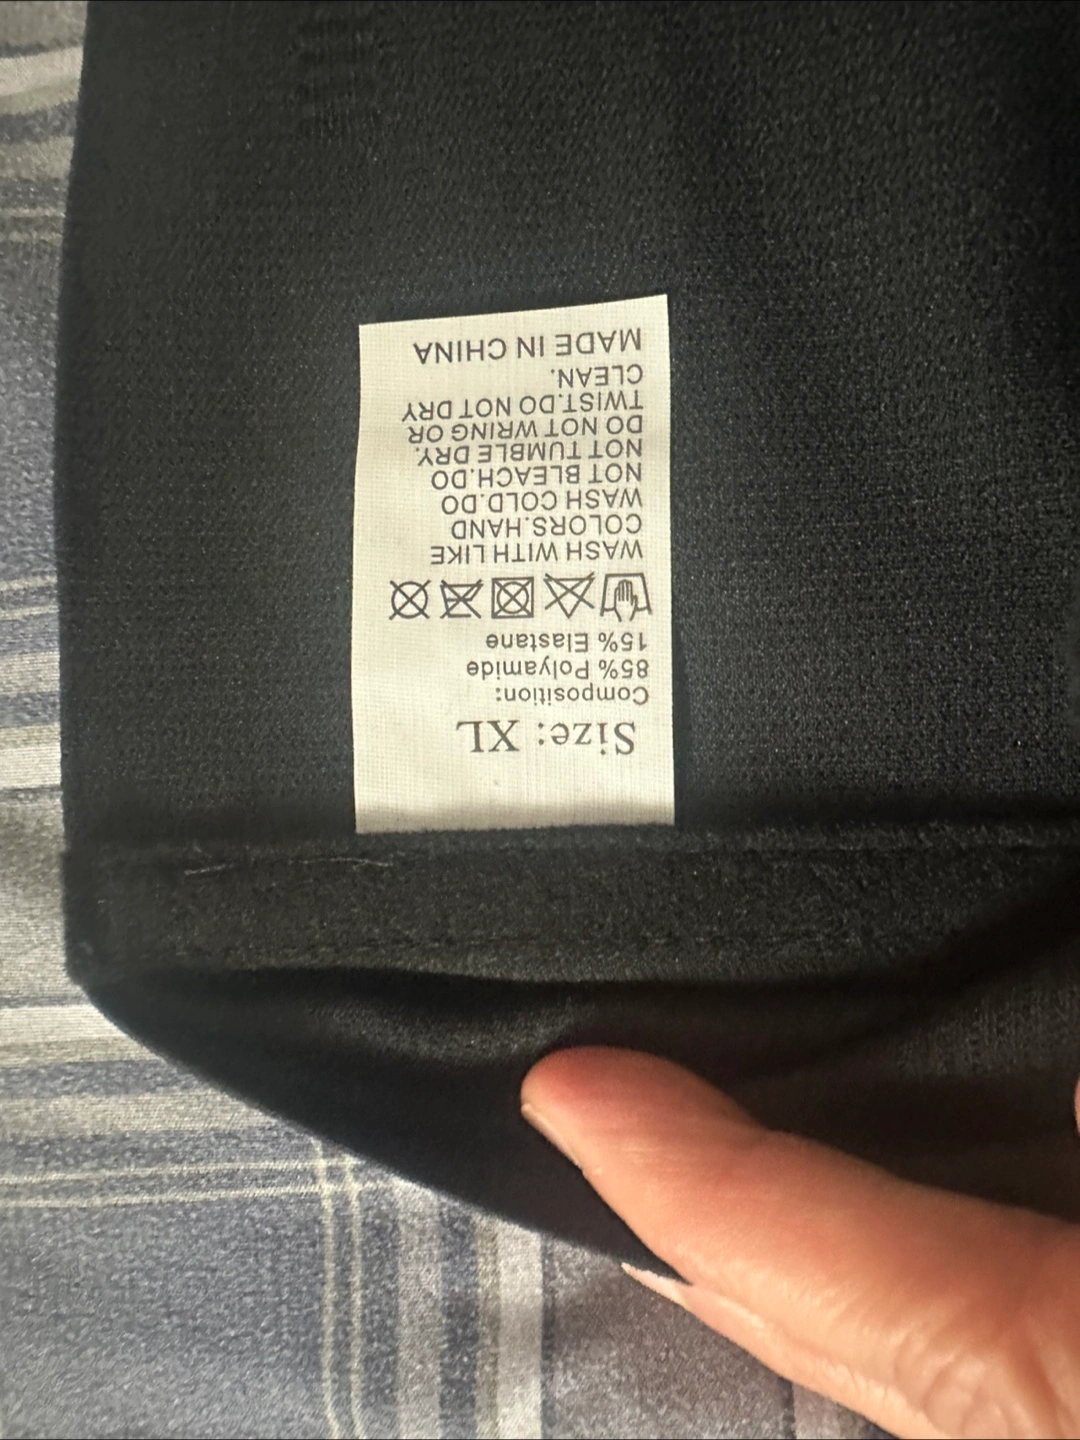 Size: XL
Composition:
85% Polyamide
15% Elastane
WASH WITH LIKE
COLORS.HAND
WASH COLD.DO
NOT BLEACH.DO
NOT TUMBLE DRY.
DO NOT WRING OR
TWIST.DO NOT DRY
CLEAN.
MADE IN CHINA